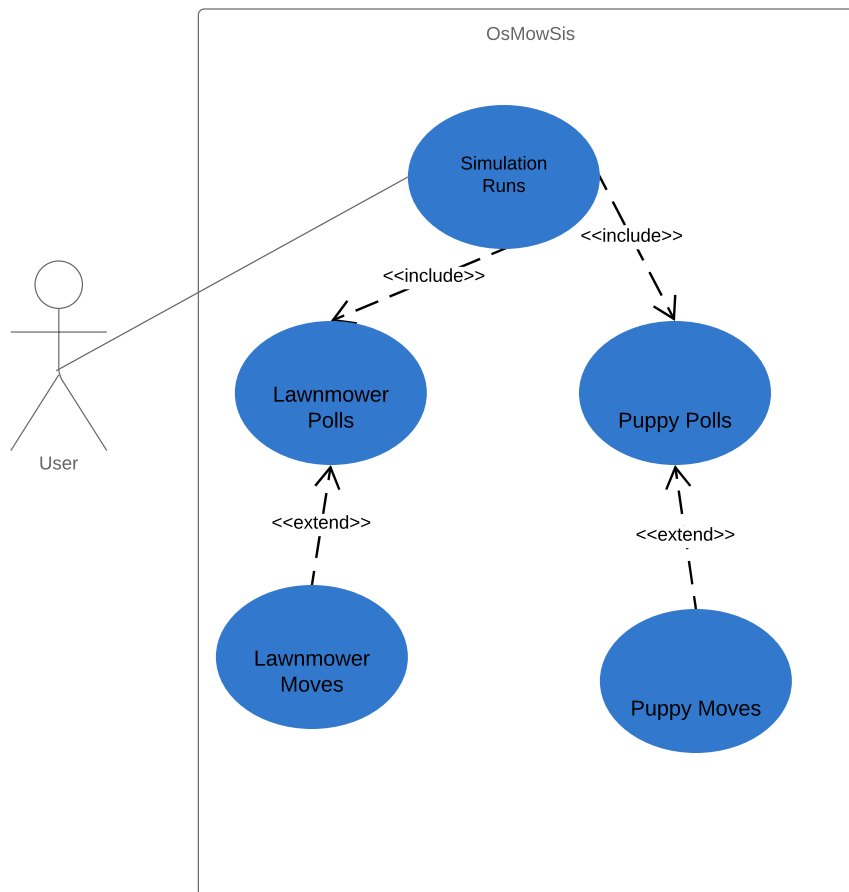 OsMowSis
Simulation
Runs
<<include>>
<<include>>
Lawnmower
Polls
Puppy Polls
User
<<extend>>
<<extend>>
Lawnmower
Moves
Puppy Moves